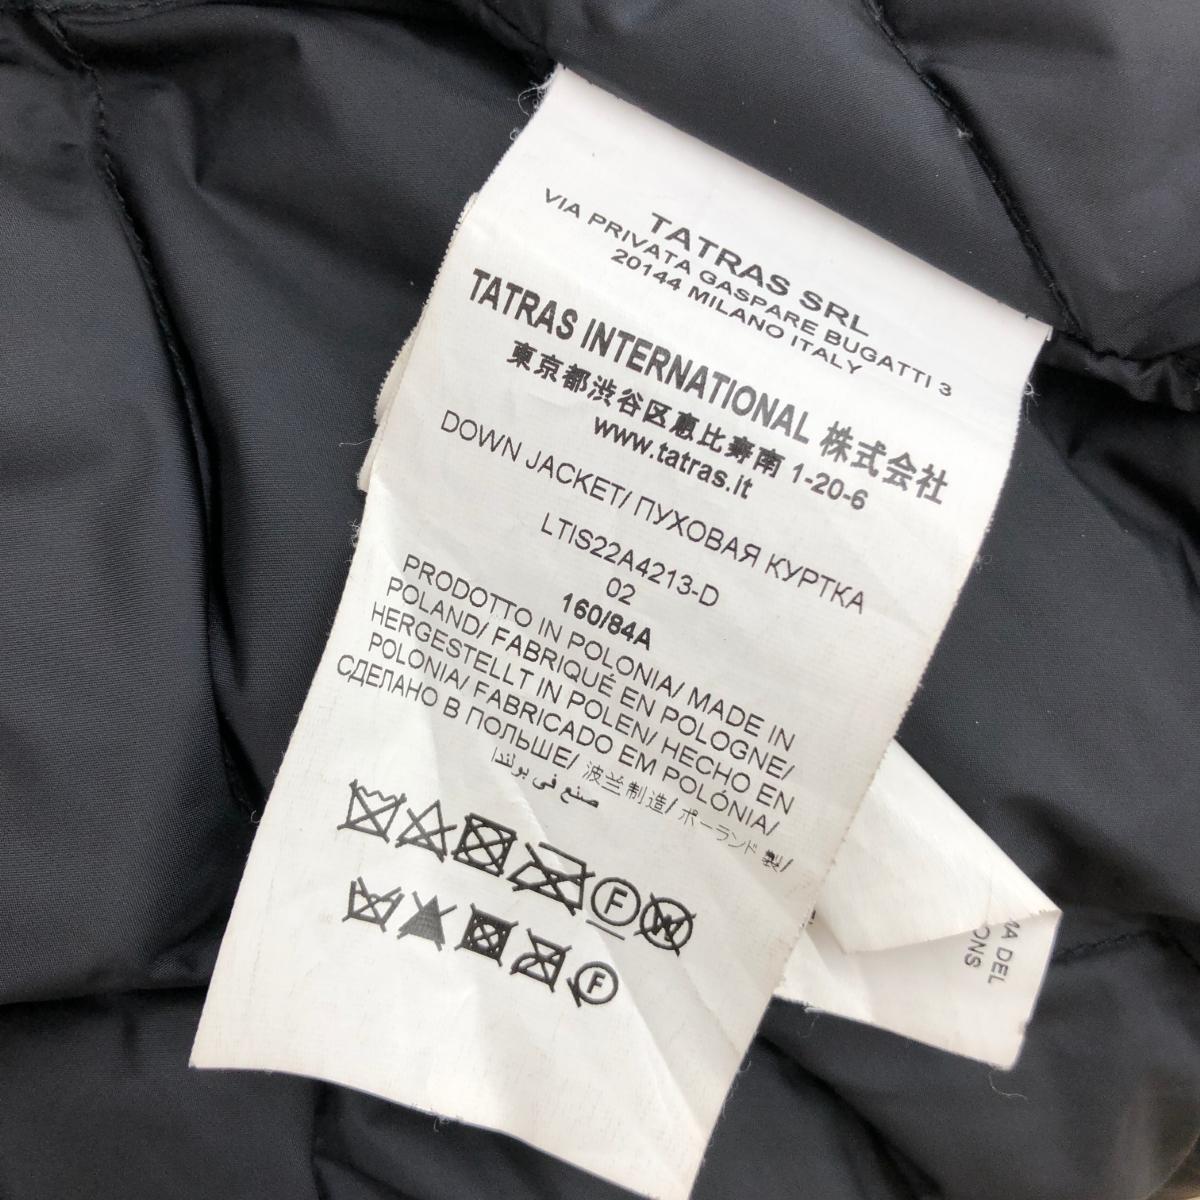 TATRAS SRL
VIA PRIVATA GASPARE BUGATTI 3
20144 MILANO ITALY
TATRAS INTERNATIONAL 株式会社
東京都渋谷区恵比寿南 1-20-6
www.tatras.it
DOWN JACKET/ ПУХОВАЯ КУРТКА
LTIS22A4213-D
02
160/84A
PRODOTTO IN POLONIA/ MADE IN
POLAND/ FABRIQUÉ EN POLOGNE/
HERGESTELLT IN POLEN/ HECHO EN
POLONIA/ FABRICADO EM POLÓNIA/
СДЕЛАНО В ПОЛЬШЕ/ 波兰制造/ ポーランド製/
صنع في بولندا
F W
F
MA DEL
ONS